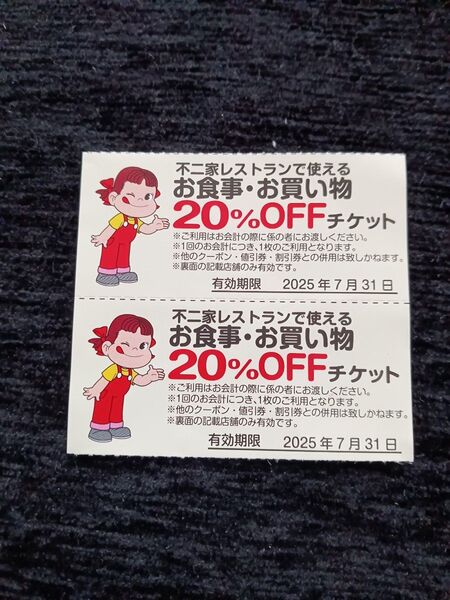 不二家レストランで使える
お食事・お買い物
20%OFFチケット
※ご利用はお会計の際に係の者にお渡しください。
※1回のお会計につき、1枚のご利用となります。
※他のクーポン・値引券・割引券との併用は致しかねます。
※裏面の記載店舗のみ有効です。
有効期限 2025年7月31日
不二家レストランで使える
お食事・お買い物
20%OFFチケット
※ご利用はお会計の際に係の者にお渡しください。
※1回のお会計につき、1枚のご利用となります。
※他のクーポン・値引券・割引券との併用は致しかねます。
※裏面の記載店舗のみ有効です。
有効期限 2025年7月31日